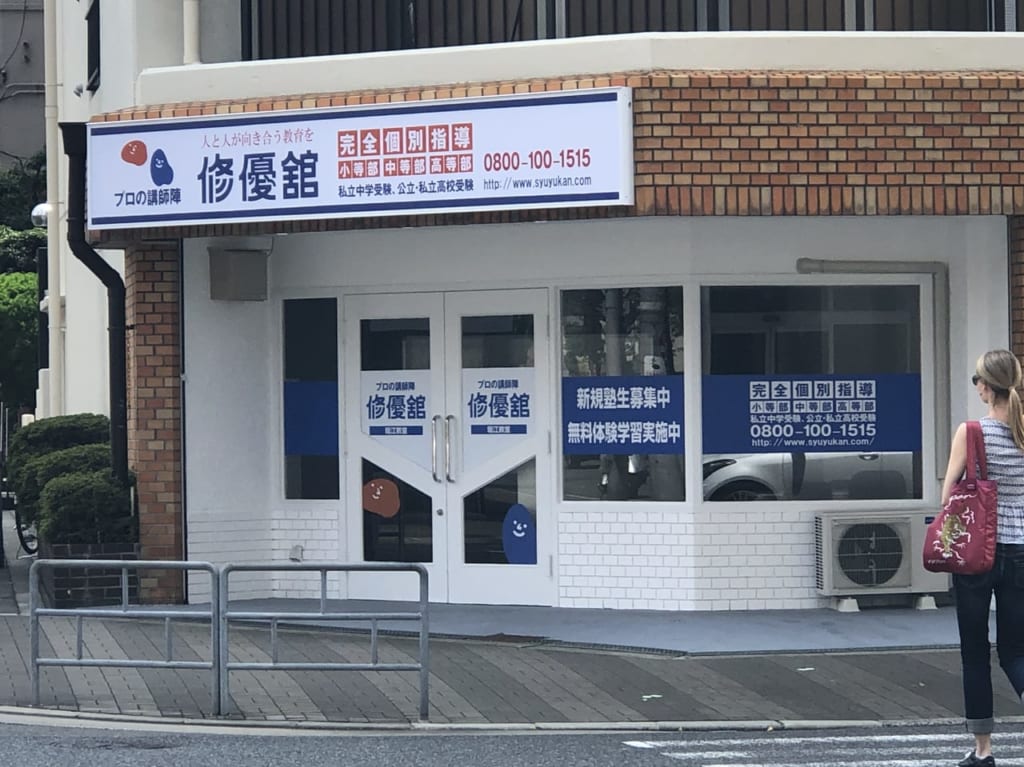 人と人が向き合う教育を
プロの講師陣
修優舘
完全個別指導
小等部 中等部 高等部
私立中学受験、公立・私立高校受験
0800-100-1515
http://www.syuyukan.com
プロの講師陣
修優舘
プロの講師陣
修優舘
新規塾生募集中
無料体験学習実施中
完全個別指導
小等部 中等部 高等部
私立中学受験、公立・私立高校受験
0800-100-1515
http://www.syuyukan.com/